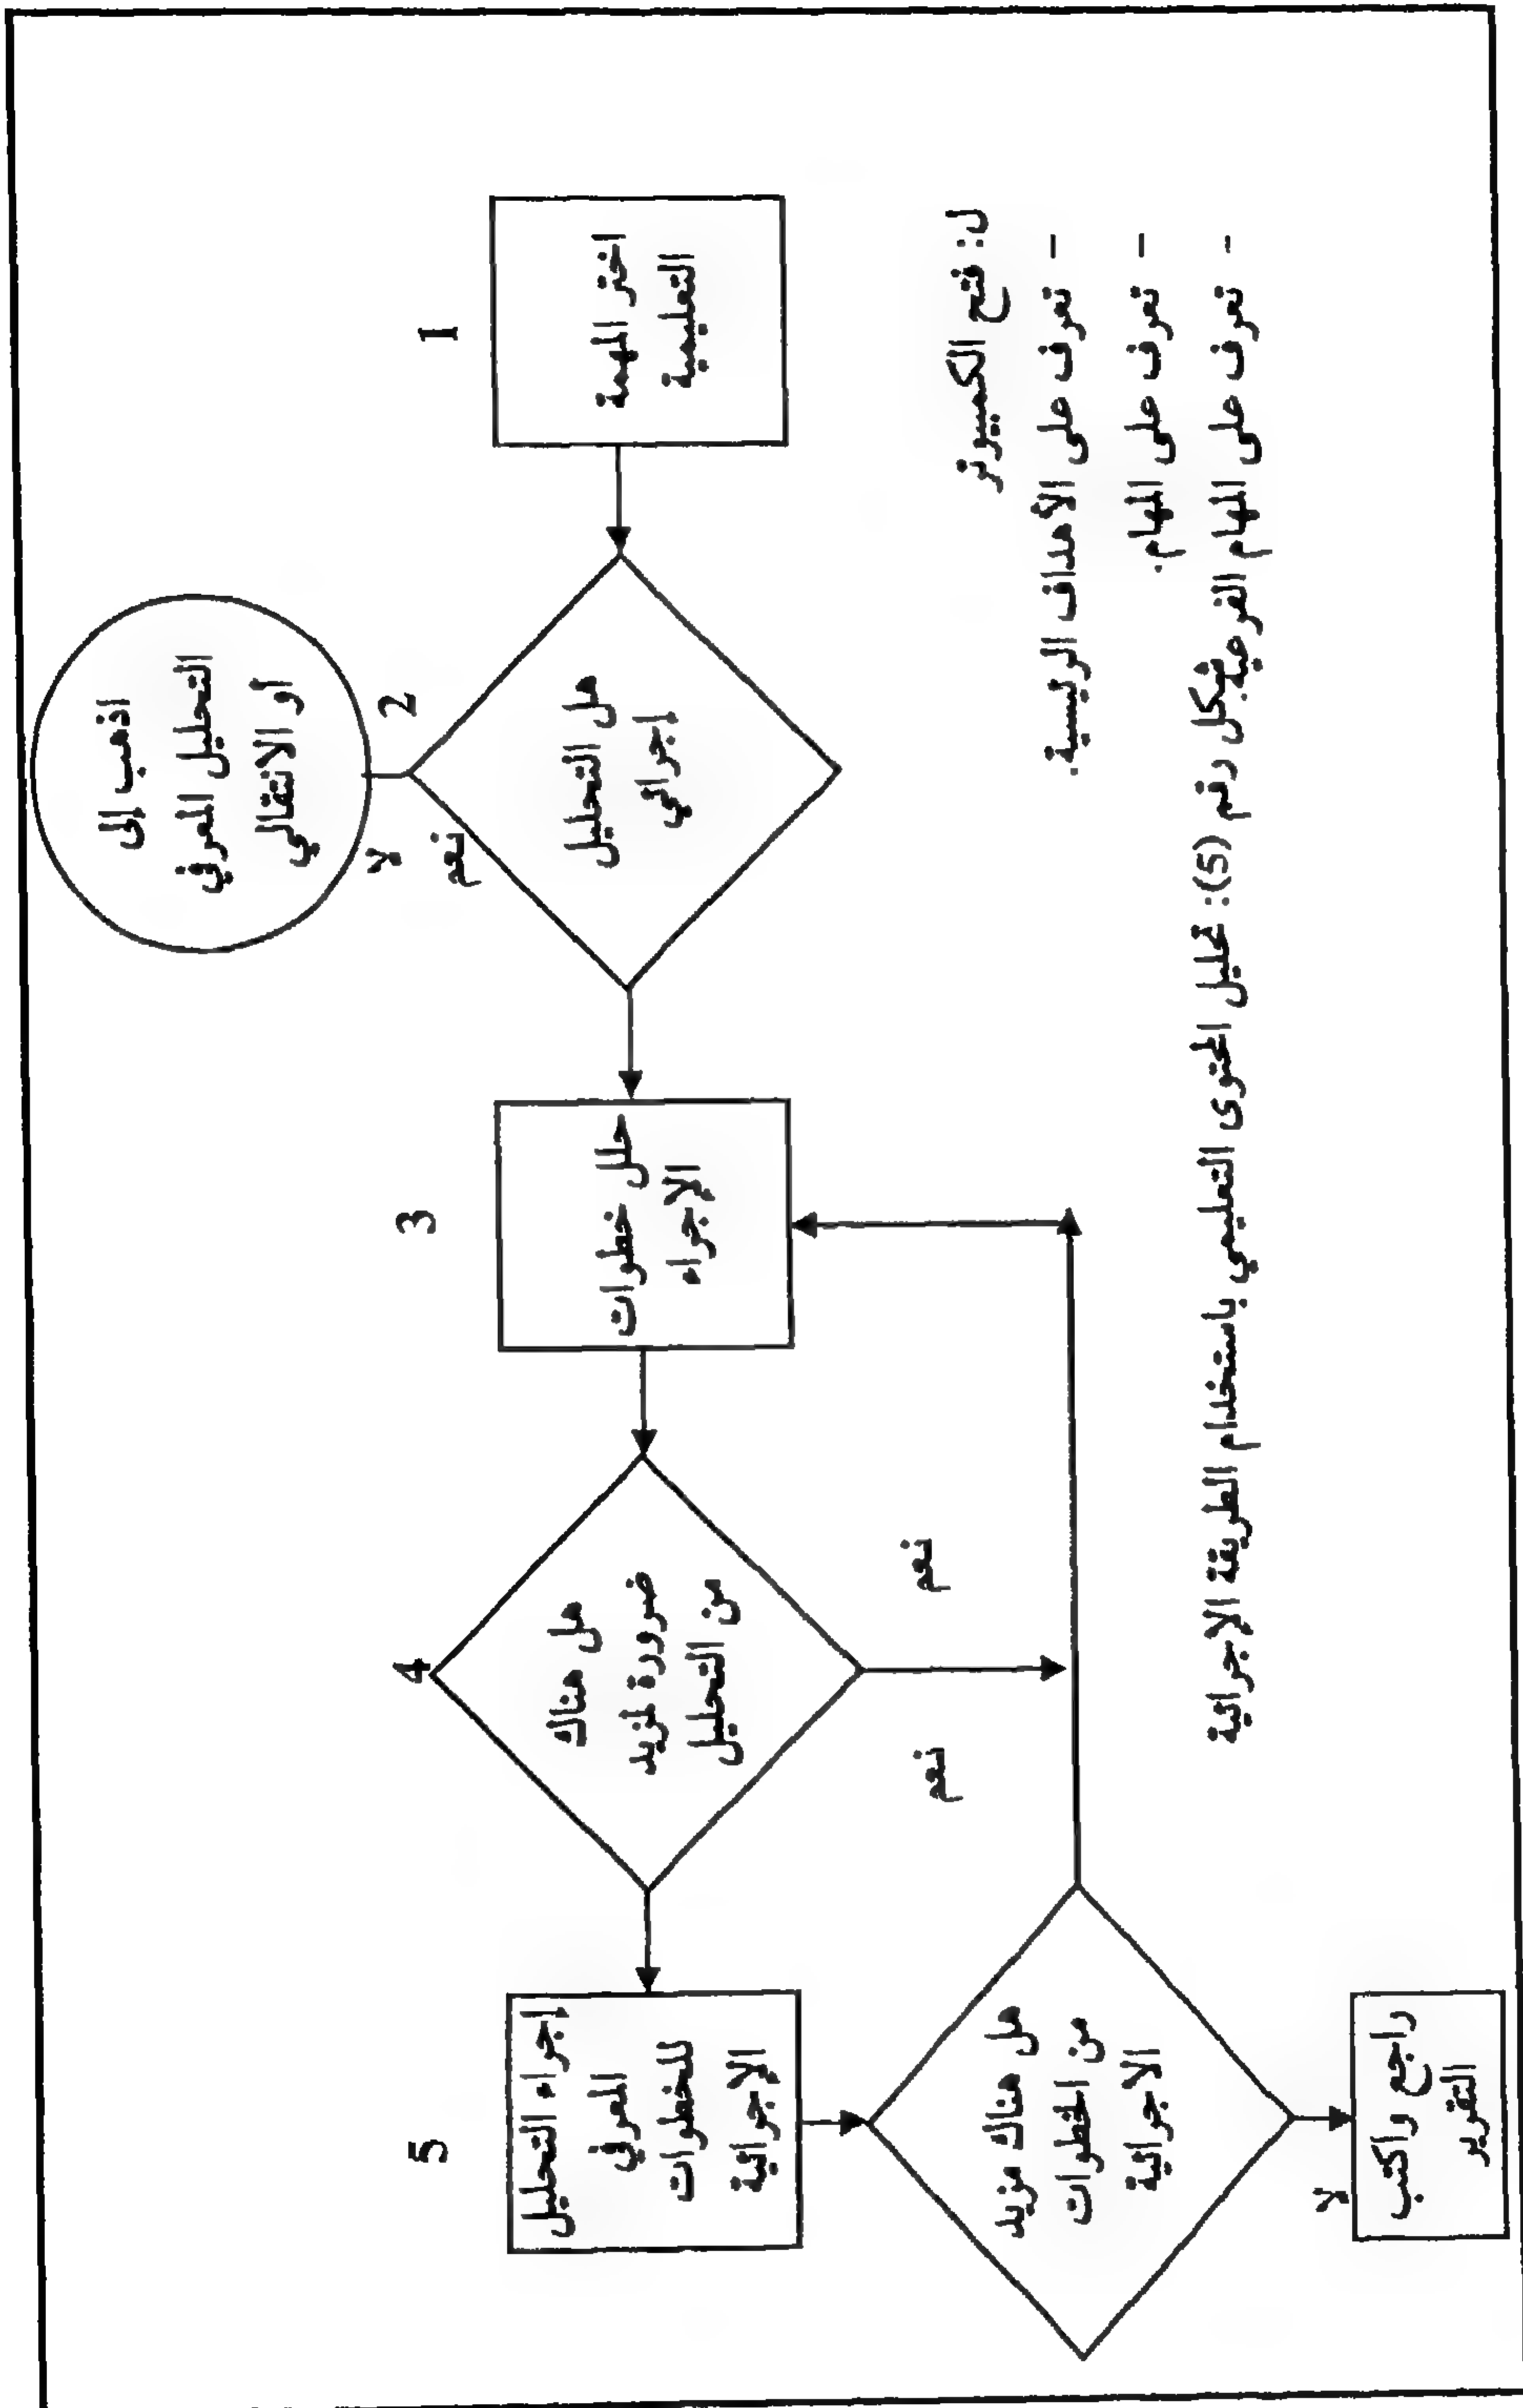 1
اختر المهمة
التعليمية
2
هل التحليل
إجرائي
لا
نعم
اذهب إلى
التحليل المعرفي
أو الانتقالي
3
حلل خطوات
الإجراء
4
هل هناك
ضرورة لمزيد
من التحليل
نعم
نعم
5
إجراء التحليل
المعرفي
للخطوات
الإجرائية
هل هناك مزيد
من الخطوات
الاجرائية
لا
راجع واكتب
التقرير
ل: فتح الكمبيوتر
- تعرف على الأهداف الرئيسية.
- تعرف على المهام.
- تعرف على المهام الفرعية.
شكل رقم (5): تحليل المحتوى التعليمي باستخدام الطريقة الاجرائية